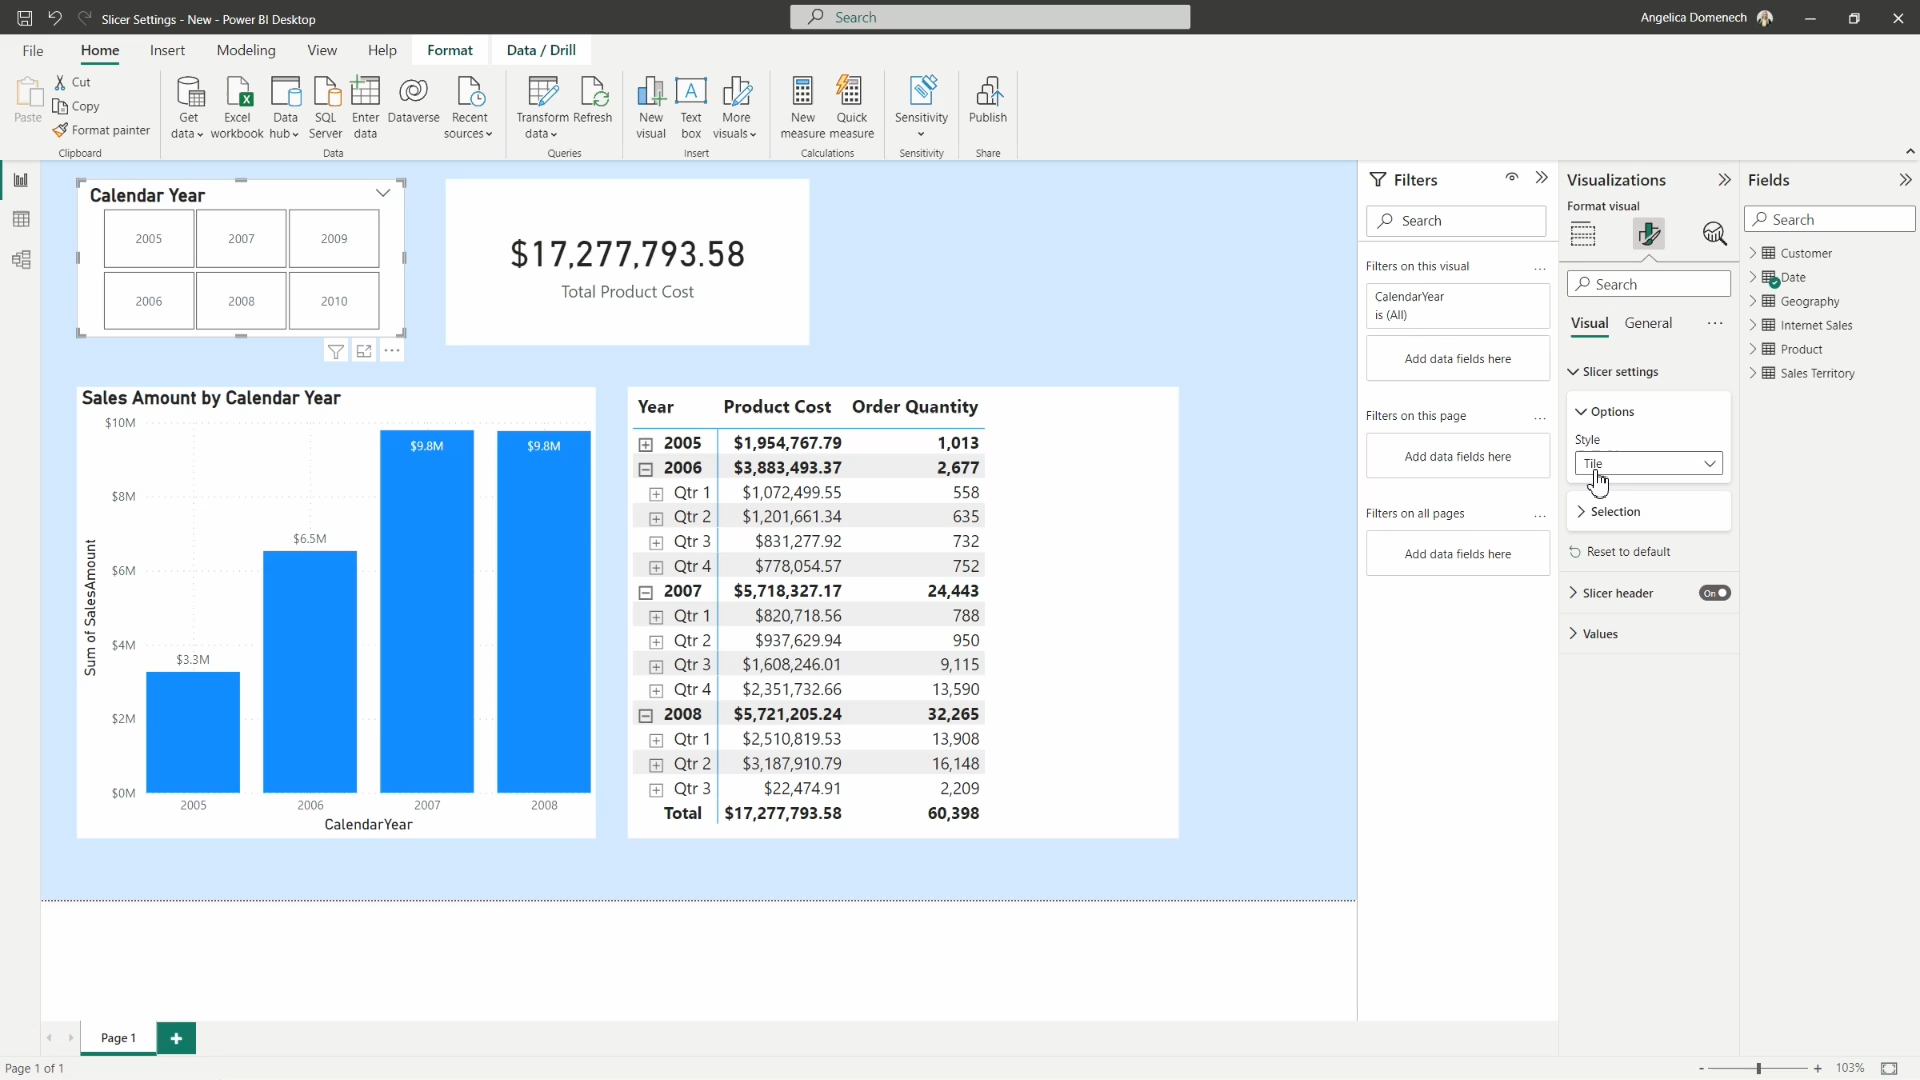 Slicer Settings - New - Power BI Desktop
Search
Angelica Domenech
File Home Insert Modeling View Help Format Data / Drill
Paste
Cut
Copy
Format painter
Clipboard
Get data
Excel workbook
Data hub
SQL Server
Enter data
Dataverse
Recent sources
Data
Transform data
Refresh
Queries
New visual
Text box
More visuals
Insert
New measure
Quick measure
Calculations
Sensitivity
Sensitivity
Publish
Share
Calendar Year
2005 2007 2009
2006 2008 2010
$17,277,793.58
Total Product Cost
Sales Amount by Calendar Year
Sum of SalesAmount
$10M
$8M
$6M
$4M
$2M
$0M
$3.3M
$6.5M
$9.8M
$9.8M
2005 2006 2007 2008
CalendarYear
Year Product Cost Order Quantity
2005 $1,954,767.79 1,013
2006 $3,883,493.37 2,677
Qtr 1 $1,072,499.55 558
Qtr 2 $1,201,661.34 635
Qtr 3 $831,277.92 732
Qtr 4 $778,054.57 752
2007 $5,718,327.17 24,443
Qtr 1 $820,718.56 788
Qtr 2 $937,629.94 950
Qtr 3 $1,608,246.01 9,115
Qtr 4 $2,351,732.66 13,590
2008 $5,721,205.24 32,265
Qtr 1 $2,510,819.53 13,908
Qtr 2 $3,187,910.79 16,148
Qtr 3 $22,474.91 2,209
Total $17,277,793.58 60,398
Filters
Search
Filters on this visual ...
CalendarYear
is (All)
Add data fields here
Filters on this page ...
Add data fields here
Filters on all pages ...
Add data fields here
Visualizations
Format visual
Search
Visual General ...
Slicer settings
Options
Style
Tile
Selection
Reset to default
Slicer header On
Values
Fields
Search
Customer
Date
Geography
Internet Sales
Product
Sales Territory
Page 1
Page 1 of 1
- + 103%